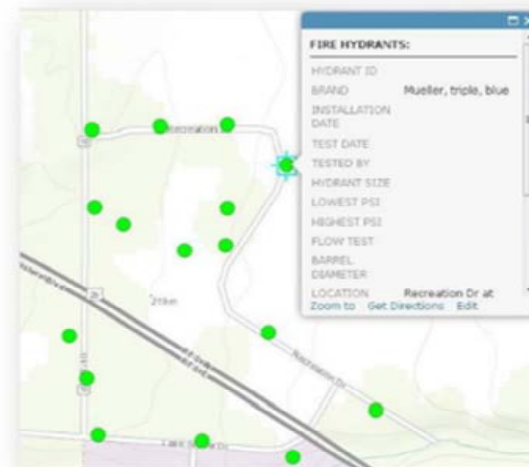 FIRE HYDRANTS:
HYDRANT ID
BRAND Mueller, triple, blue
INSTALLATION
DATE
TEST DATE
TESTED BY
HYDRANT SIZE
LOWEST PSI
HIGHEST PSI
FLOW TEST
BARREL
DIAMETER
LOCATION Recreation Dr at
Zoom to Get Directions Edit
Recreation
Recreation Dr